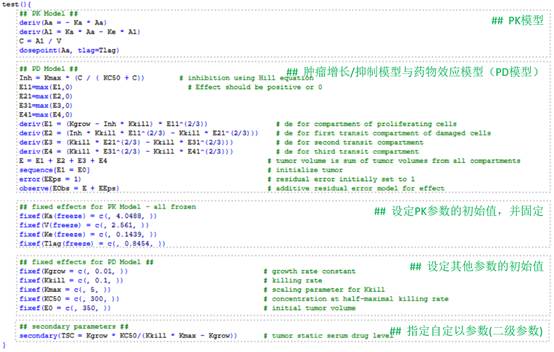 test(){
## PK Model ##
## PK模型
deriv(Aa = - Ka * Aa)
deriv(A1 = Ka * Aa - Ke * A1)
C = A1 / V
dosepoint(Aa, tlag=Tlag)
## PD Model ##
## 肿瘤增长/抑制模型与药物效应模型（PD模型）
Inh = Kmax * (C / ( KC50 + C)) # inhibition using Hill equation
E11=max(E1,0) # Effect should be positive or 0
E21=max(E2,0)
E31=max(E3,0)
E41=max(E4,0)
deriv(E1 = (Kgrow - Inh * Kkill) * E11^(2/3)) # de for compartment of proliferating cells
deriv(E2 = (Inh * Kkill * E11^(2/3) - Kkill * E21^(2/3))) # de for first transit compartment of damaged cells
deriv(E3 = (Kkill * E21^(2/3) - Kkill * E31^(2/3))) # de for second transit compartment
deriv(E4 = (Kkill * E31^(2/3) - Kkill * E41^(2/3))) # de for third transit compartment
E = E1 + E2 + E3 + E4 # tumor volume is sum of tumor volumes from all compartments
sequence{E1 = E0} # initialize tumor
error(EEps = 1) # residual error initially set to 1
observe(EObs = E + EEps) # additive residual error model for effect
## fixed effects for PK Model - all frozen
fixef(Ka(freeze) = c(, 4.0488, ))
## 设定PK参数的初始值，并固定
fixef(V(freeze) = c(, 2.561, ))
fixef(Ke(freeze) = c(, 0.1439, ))
fixef(Tlag(freeze) = c(, 0.8454, ))
## fixed effects for PD Model ##
## 设定其他参数的初始值
fixef(Kgrow = c(, 0.01, )) # growth rate constant
fixef(Kkill = c(, 0.1, )) # killing rate
fixef(Kmax = c(, 5, )) # scaling parameter for Kkill
fixef(KC50 = c(, 300, )) # concentration at half-maximal killing rate
fixef(E0 = c(, 350, )) # initial tumor volume
## secondary parameters ##
## 指定自定以参数(二级参数)
secondary(TSC = Kgrow * KC50/(Kkill * Kmax - Kgrow)) # tumor static serum drug level
}